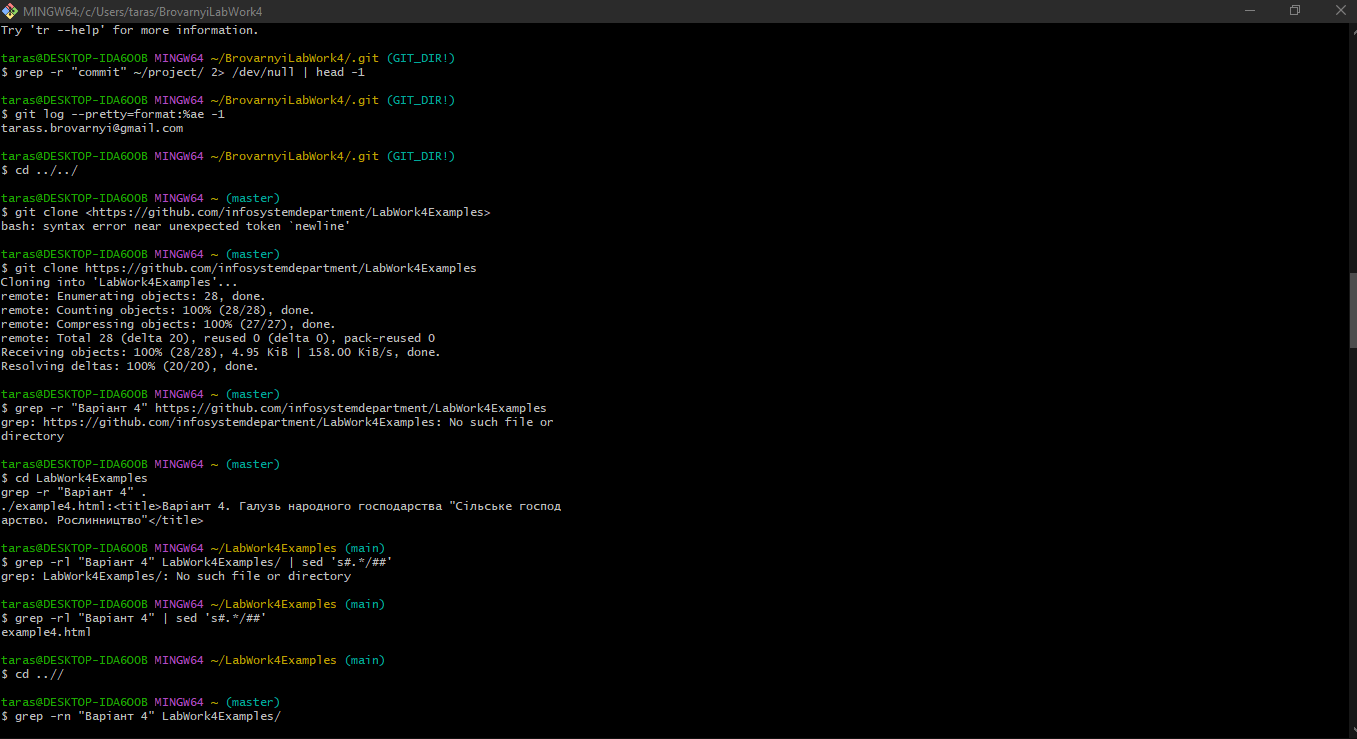 MINGW64:/c/Users/taras/BrovarnyiLabWork4
Try 'tr --help' for more information.
taras@DESKTOP-IDA6OOB MINGW64 ~/BrovarnyiLabWork4/.git (GIT_DIR!)
$ grep -r "commit" ~/project/ 2> /dev/null | head -1
taras@DESKTOP-IDA6OOB MINGW64 ~/BrovarnyiLabWork4/.git (GIT_DIR!)
$ git log --pretty=format:%ae -1
tarass.brovarnyi@gmail.com
taras@DESKTOP-IDA6OOB MINGW64 ~/BrovarnyiLabWork4/.git (GIT_DIR!)
$ cd ../../
taras@DESKTOP-IDA6OOB MINGW64 ~ (master)
$ git clone <https://github.com/infosystemdepartment/LabWork4Examples>
bash: syntax error near unexpected token `newline'
taras@DESKTOP-IDA6OOB MINGW64 ~ (master)
$ git clone https://github.com/infosystemdepartment/LabWork4Examples
Cloning into 'LabWork4Examples'...
remote: Enumerating objects: 28, done.
remote: Counting objects: 100% (28/28), done.
remote: Compressing objects: 100% (27/27), done.
remote: Total 28 (delta 20), reused 0 (delta 0), pack-reused 0
Receiving objects: 100% (28/28), 4.95 KiB | 158.00 KiB/s, done.
Resolving deltas: 100% (20/20), done.
taras@DESKTOP-IDA6OOB MINGW64 ~ (master)
$ grep -r "Варіант 4" https://github.com/infosystemdepartment/LabWork4Examples
grep: https://github.com/infosystemdepartment/LabWork4Examples: No such file or
directory
taras@DESKTOP-IDA6OOB MINGW64 ~ (master)
$ cd LabWork4Examples
grep -r "Варіант 4" .
./example4.html:<title>Варіант 4. Галузь народного господарства "Сільське господ
арство. Рослинництво"</title>
taras@DESKTOP-IDA6OOB MINGW64 ~/LabWork4Examples (main)
$ grep -rl "Варіант 4" LabWork4Examples/ | sed 's#.*/##'
grep: LabWork4Examples/: No such file or directory
taras@DESKTOP-IDA6OOB MINGW64 ~/LabWork4Examples (main)
$ grep -rl "Варіант 4" | sed 's#.*/##'
example4.html
taras@DESKTOP-IDA6OOB MINGW64 ~/LabWork4Examples (main)
$ cd ..//
taras@DESKTOP-IDA6OOB MINGW64 ~ (master)
$ grep -rn "Варіант 4" LabWork4Examples/